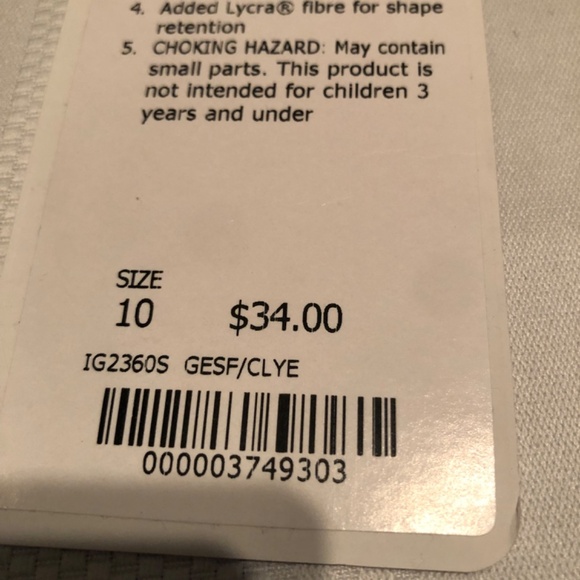 4. Added Lycra® fibre for shape
retention
5. CHOKING HAZARD: May contain
small parts. This product is
not intended for children 3
years and under
SIZE
10 $34.00
IG2360S GESF/CLYE
000003749303